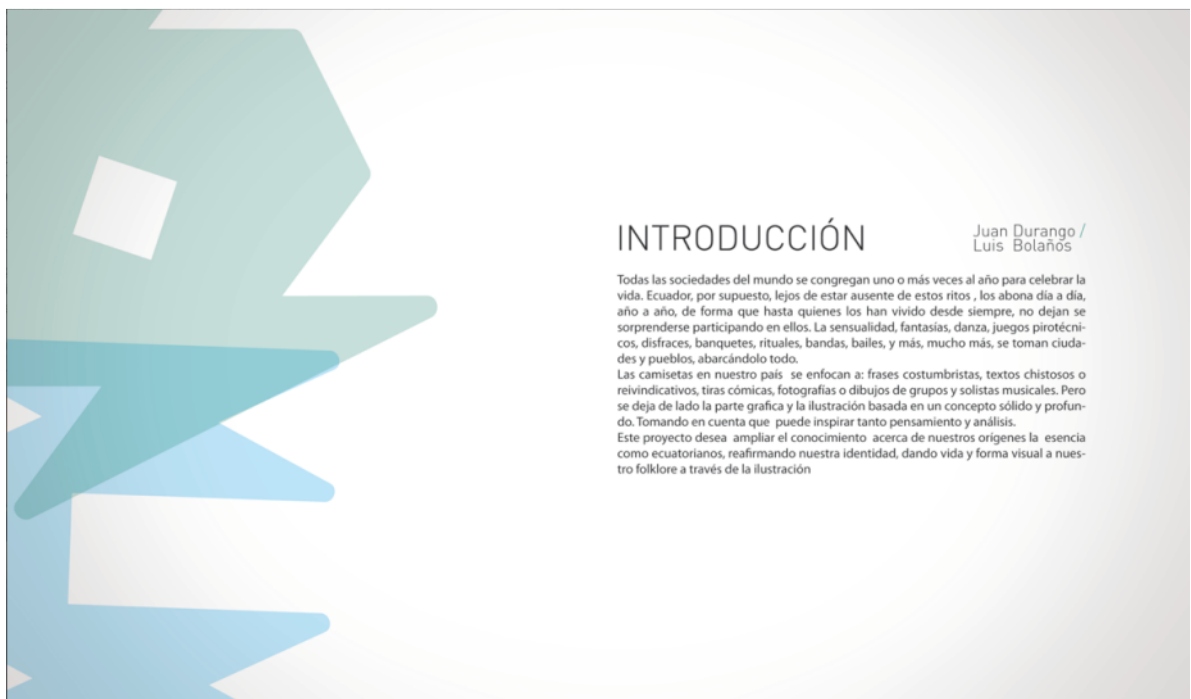 INTRODUCCIÓN
Juan Durango /
Luis Bolaños
Todas las sociedades del mundo se congregan uno o más veces al año para celebrar la
vida. Ecuador, por supuesto, lejos de estar ausente de estos ritos , los abona día a día,
año a año, de forma que hasta quienes los han vivido desde siempre, no dejan se
sorprenderse participando en ellos. La sensualidad, fantasías, danza, juegos pirotécni-
cos, disfraces, banquetes, rituales, bandas, bailes, y más, mucho más, se toman ciuda-
des y pueblos, abarcándolo todo.
Las camisetas en nuestro país se enfocan a: frases costumbristas, textos chistosos o
reivindicativos, tiras cómicas, fotografías o dibujos de grupos y solistas musicales. Pero
se deja de lado la parte grafica y la ilustración basada en un concepto sólido y profun-
do. Tomando en cuenta que puede inspirar tanto pensamiento y análisis.
Este proyecto desea ampliar el conocimiento acerca de nuestros orígenes la esencia
como ecuatorianos, reafirmando nuestra identidad, dando vida y forma visual a nues-
tro folklore a través de la ilustración